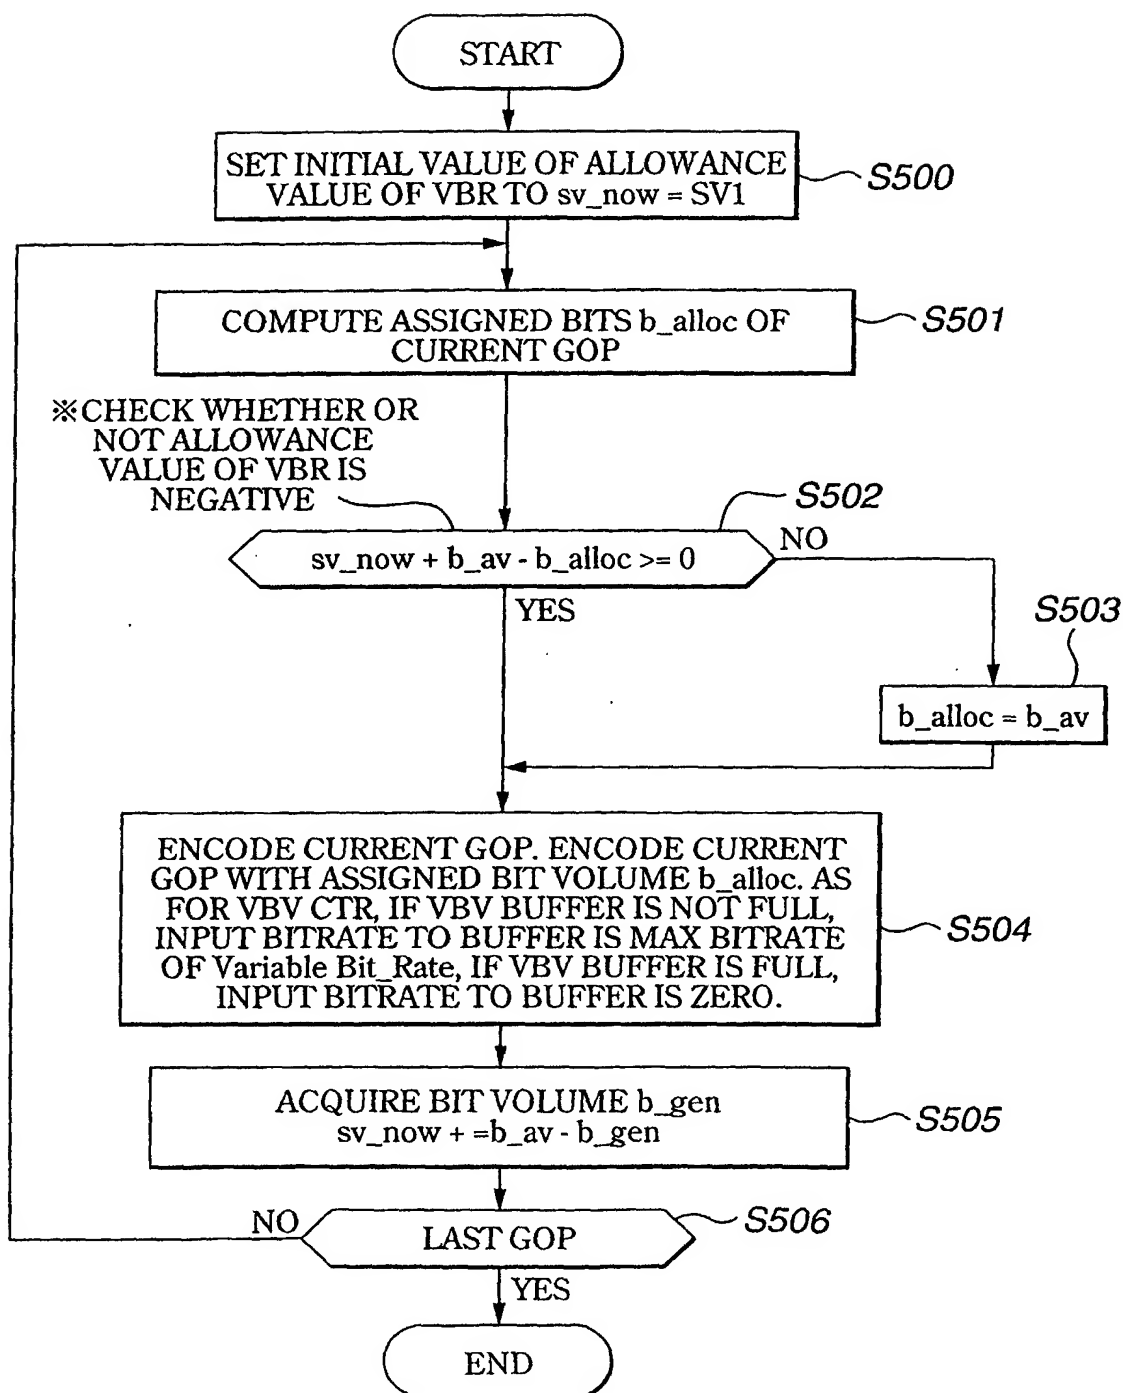 START
SET INITIAL VALUE OF ALLOWANCE
VALUE OF VBR TO sv_now = SV1
S500
COMPUTE ASSIGNED BITS b_alloc OF
CURRENT GOP
S501
※CHECK WHETHER OR
NOT ALLOWANCE
VALUE OF VBR IS
NEGATIVE
S502
sv_now + b_av - b_alloc >= 0
NO
YES
S503
b_alloc = b_av
ENCODE CURRENT GOP. ENCODE CURRENT
GOP WITH ASSIGNED BIT VOLUME b_alloc. AS
FOR VBV CTR, IF VBV BUFFER IS NOT FULL,
INPUT BITRATE TO BUFFER IS MAX BITRATE
OF Variable Bit_Rate, IF VBV BUFFER IS FULL,
INPUT BITRATE TO BUFFER IS ZERO.
S504
ACQUIRE BIT VOLUME b_gen
sv_now + =b_av - b_gen
S505
NO
LAST GOP
S506
YES
END